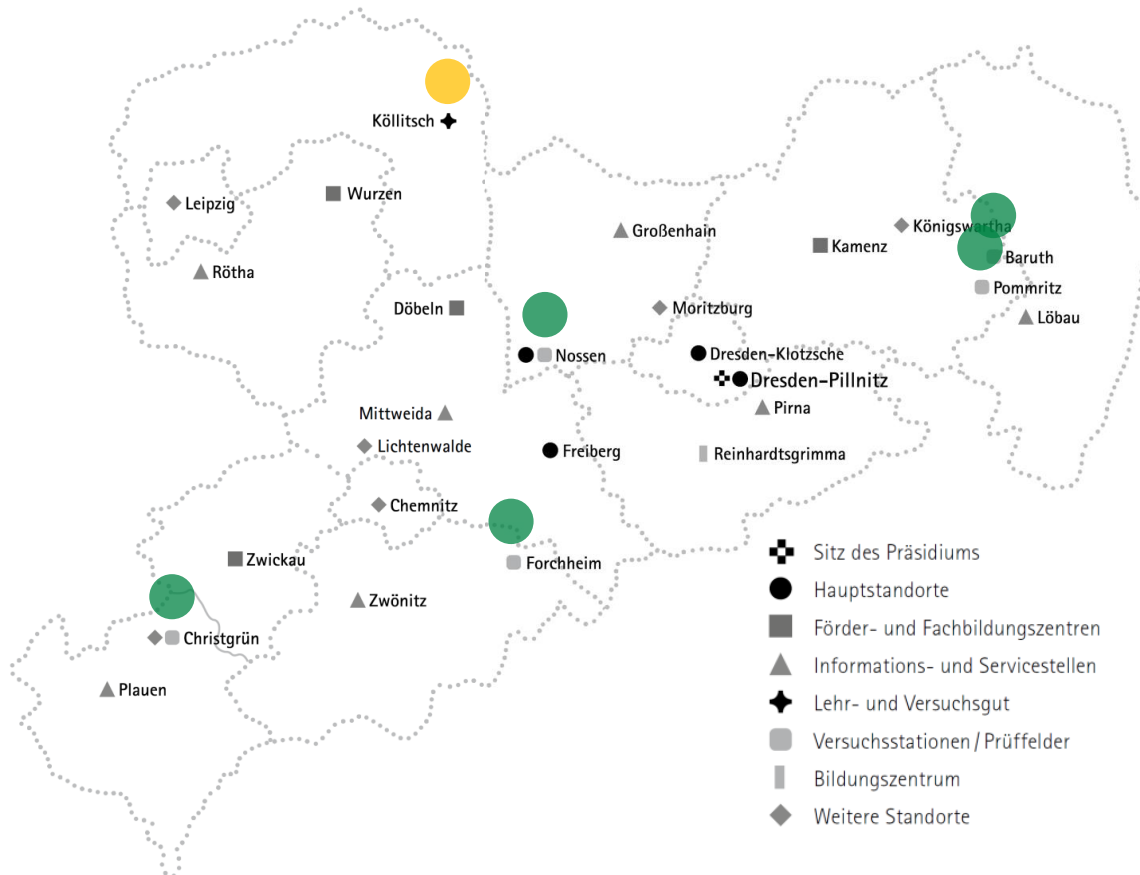 Köllitsch
Leipzig
Wurzen
Rötha
Großenhain
Königswartha
Kamenz
Baruth
Pommritz
Löbau
Döbeln
Moritzburg
Nossen
Dresden-Klotzsche
Dresden-Pillnitz
Pirna
Mittweida
Lichtenwalde
Freiberg
Reinhardtsgrimma
Chemnitz
Forchheim
Zwickau
Zwönitz
Christgrün
Plauen
Sitz des Präsidiums
Hauptstandorte
Förder- und Fachbildungszentren
Informations- und Servicestellen
Lehr- und Versuchsgut
Versuchsstationen / Prüffelder
Bildungszentrum
Weitere Standorte